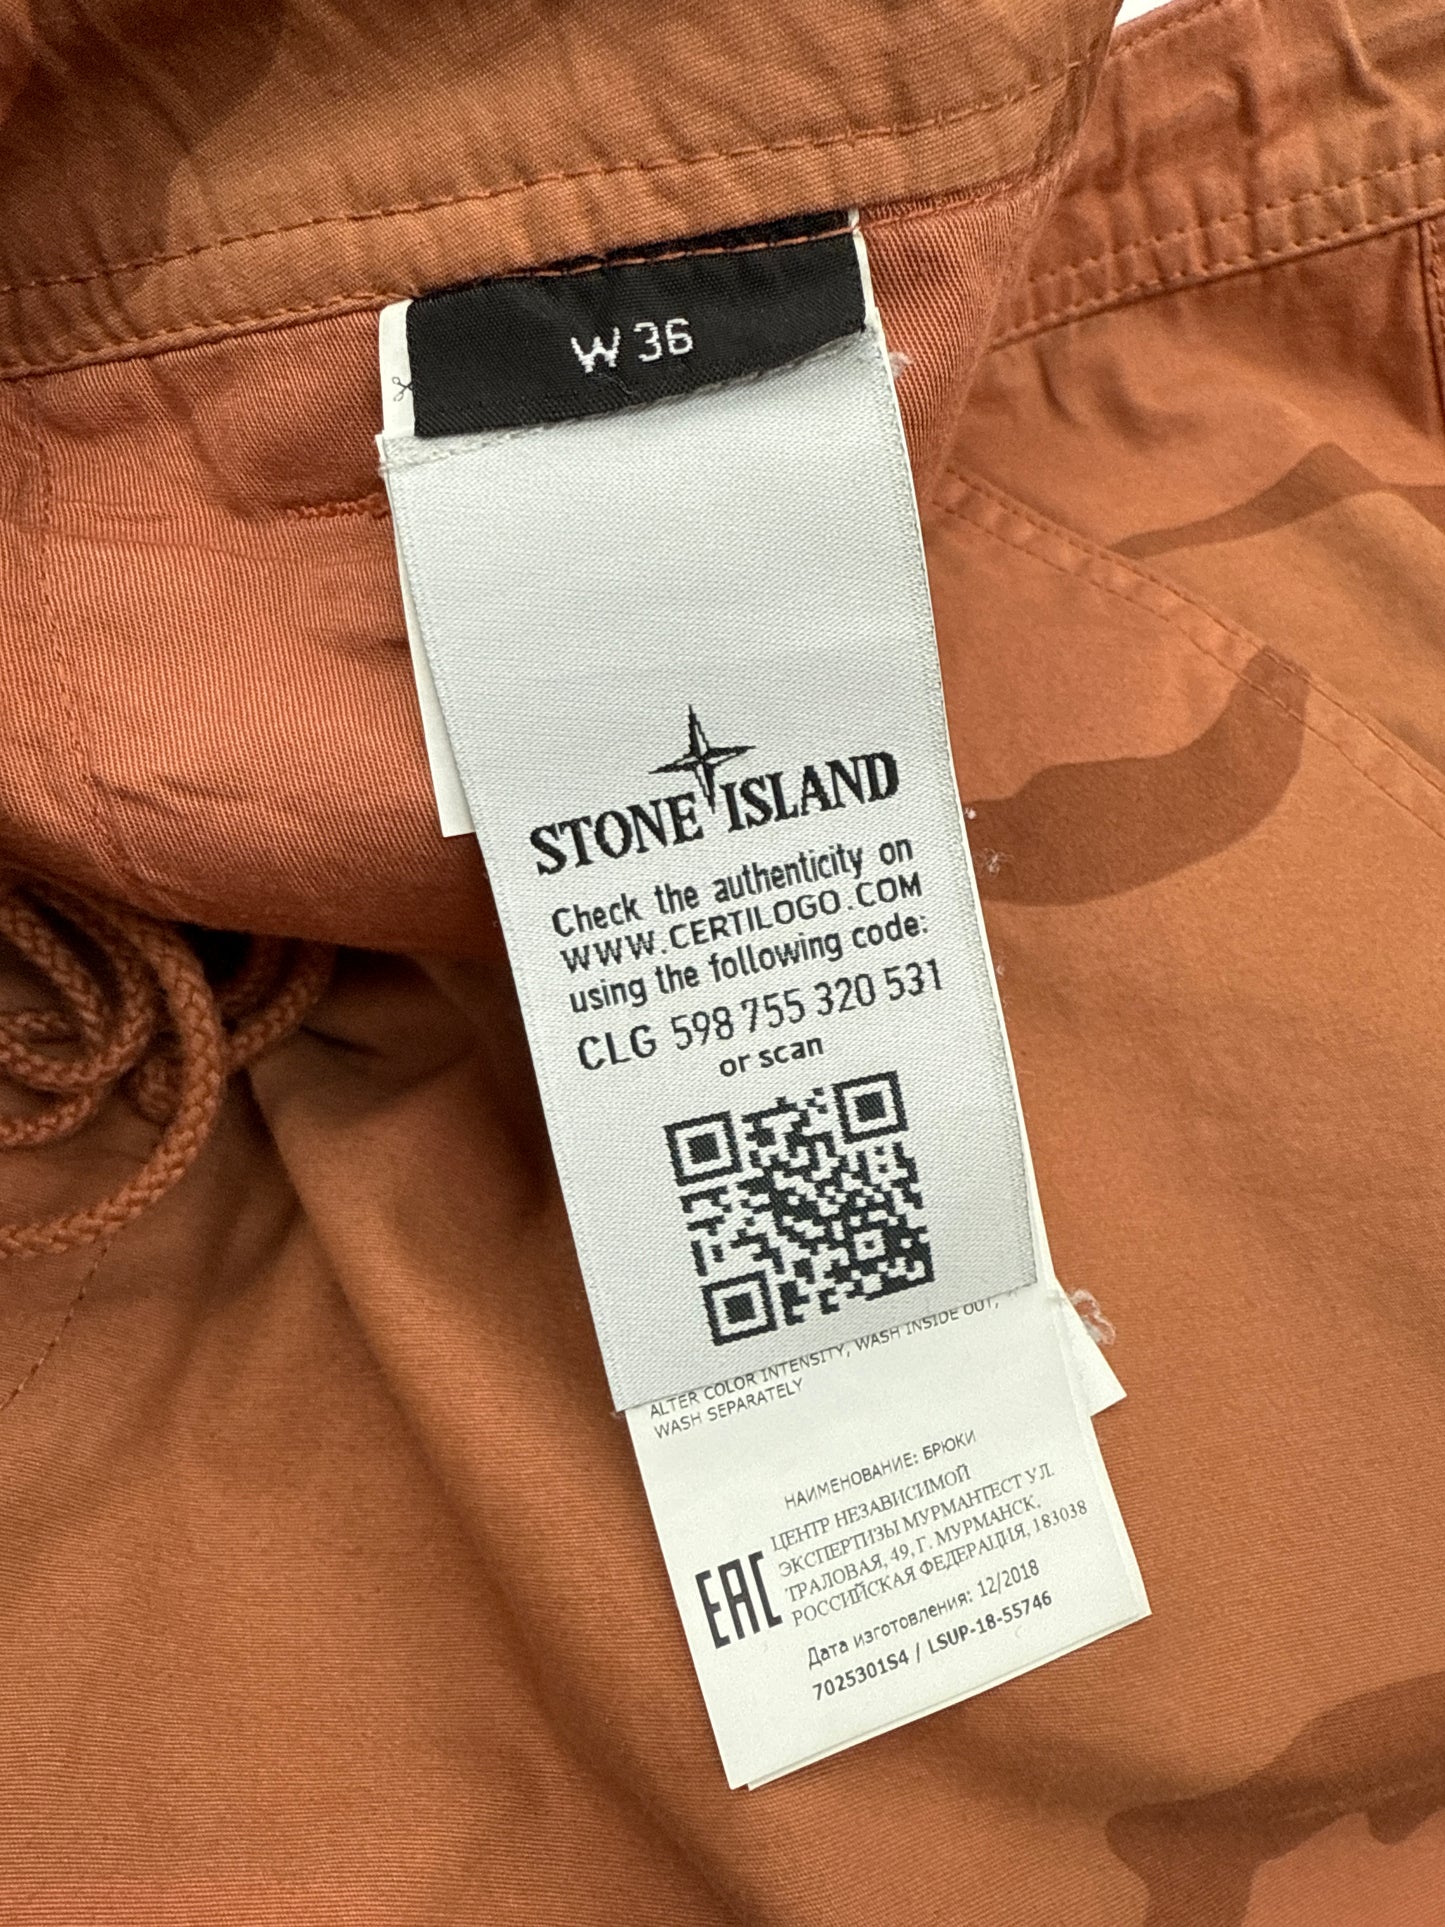 W 36
STONE ISLAND
Check the authenticity on
WWW.CERTILOGO.COM
using the following code:
CLG 598 755 320 531
or scan
ALTER COLOR INTENSITY, WASH INSIDE OUT,
WASH SEPARATELY
НАИМЕНОВАНИЕ: БРЮКИ
ЦЕНТР НЕЗАВИСИМОЙ
ЭКСПЕРТИЗЫ МУРМАНТЕСТ УЛ.
ТРАЛОВАЯ, 49, Г. МУРМАНСК,
РОССИЙСКАЯ ФЕДЕРАЦИЯ, 183038
EAC
Дата изготовления: 12/2018
7025301S4 / LSUP-18-55746